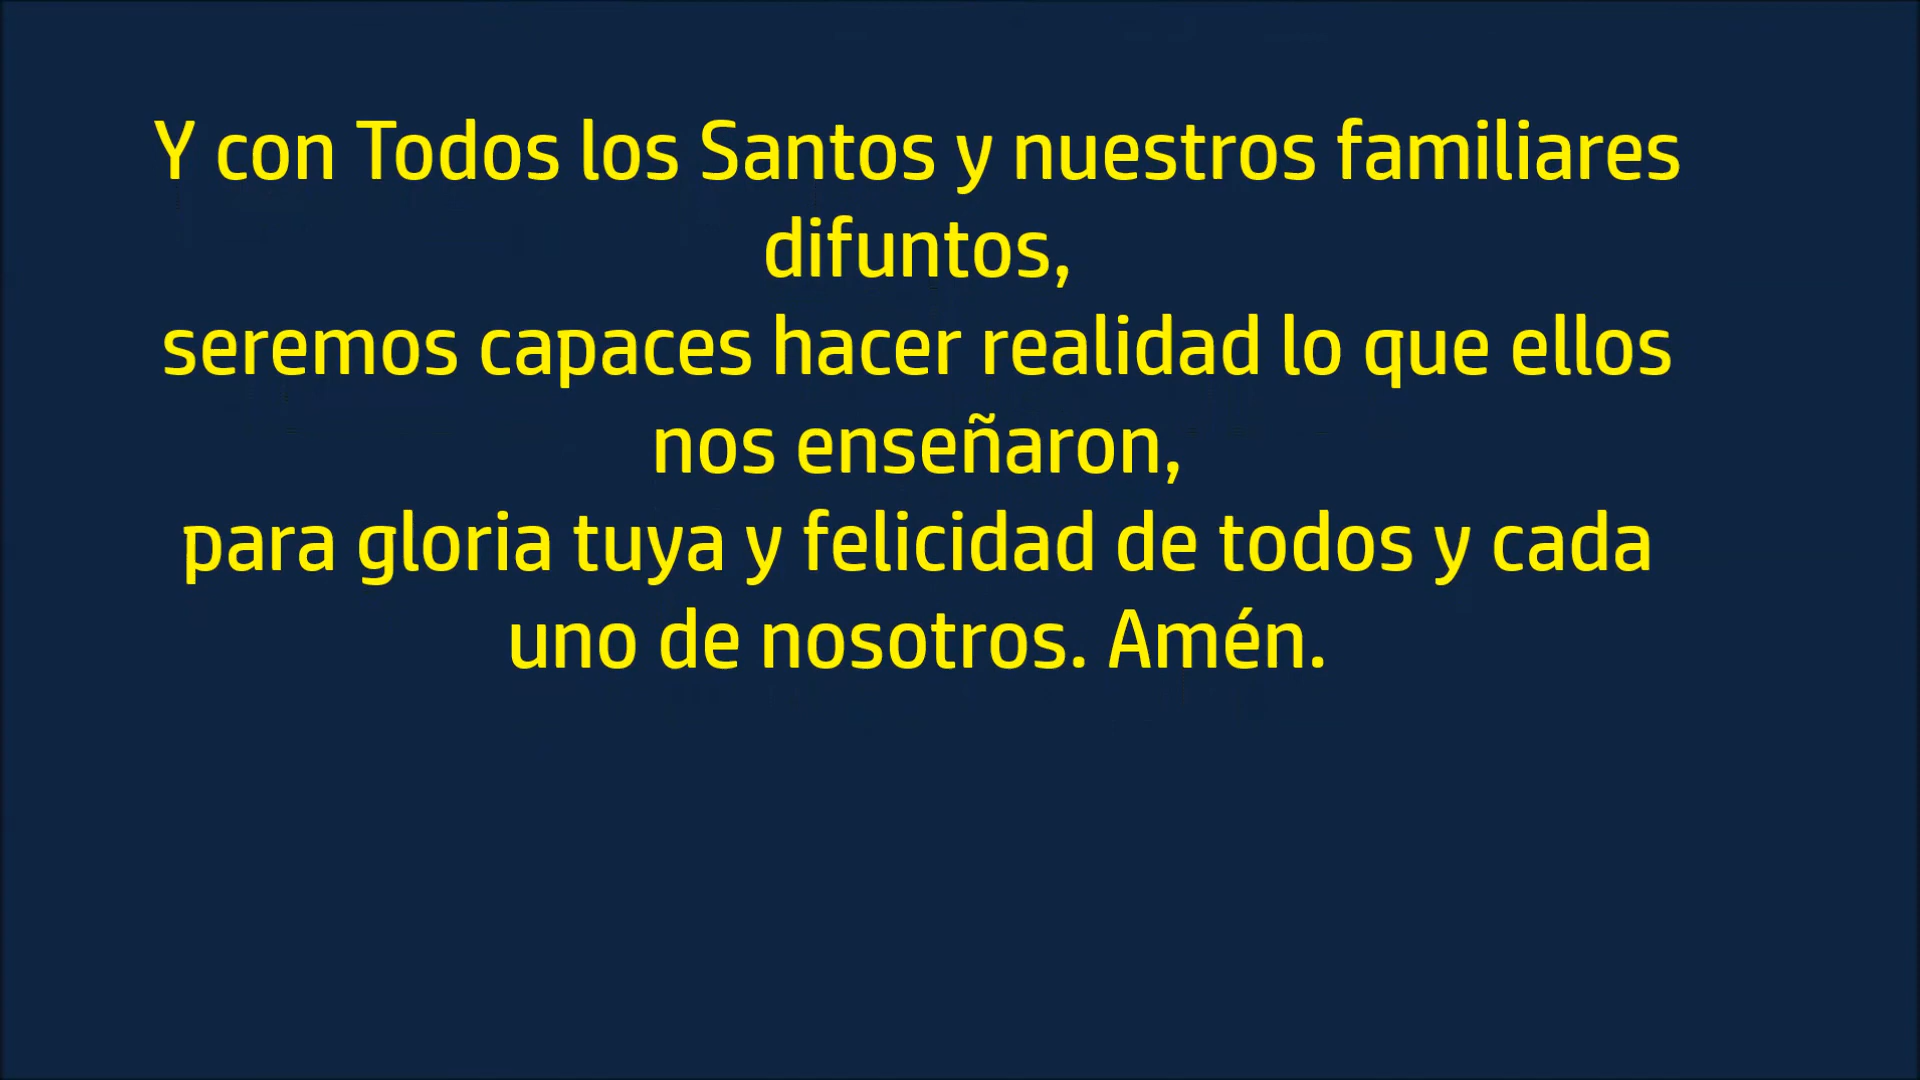 Y con Todos los Santos y nuestros familiares
difuntos,
seremos capaces hacer realidad lo que ellos
nos enseñaron,
para gloria tuya y felicidad de todos y cada
uno de nosotros. Amén.